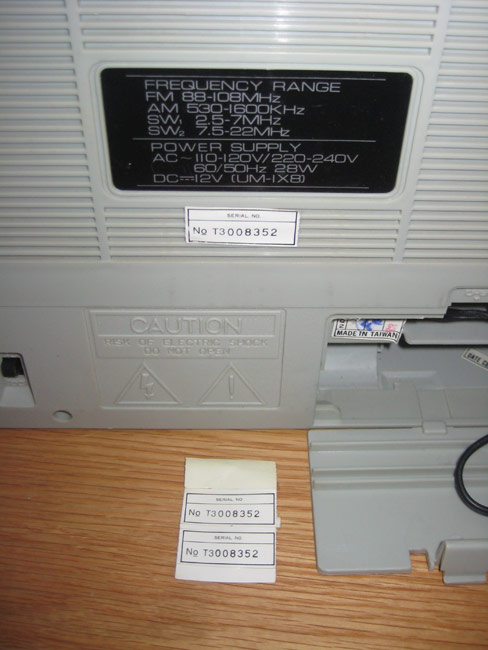 FREQUENCY RANGE
FM 88-108MHz
AM 530-1600KHz
SW₁ 2.5-7MHz
SW₂ 7.5-22MHz
POWER SUPPLY
AC~110-120V/220-240V
60/50Hz 28W
DC⎓12V (UM-1X8)
SERIAL NO.
No T3008352
CAUTION
RISK OF ELECTRIC SHOCK
DO NOT OPEN
MADE IN TAIWAN
DATE CO
SERIAL NO.
No T3008352
SERIAL NO.
No T3008352